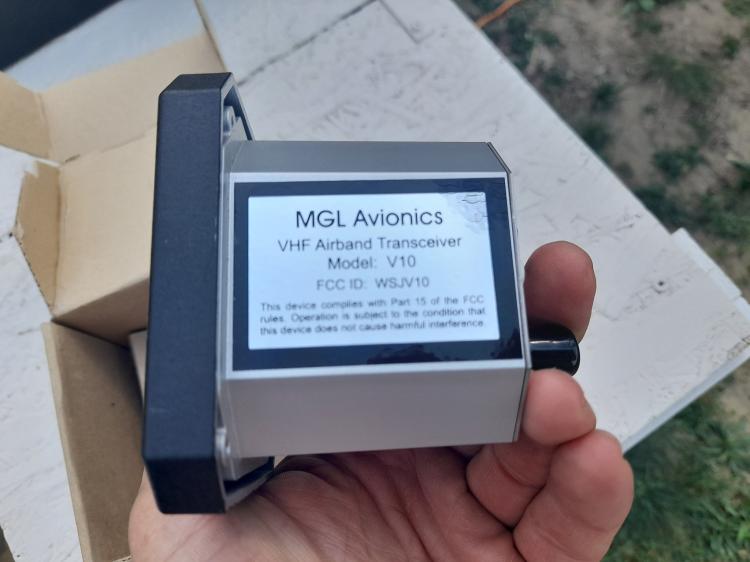 MGL Avionics
VHF Airband Transceiver
Model: V10
FCC ID: WSJV10
This device complies with Part 15 of the FCC
rules. Operation is subject to the condition that
this device does not cause harmful interference.